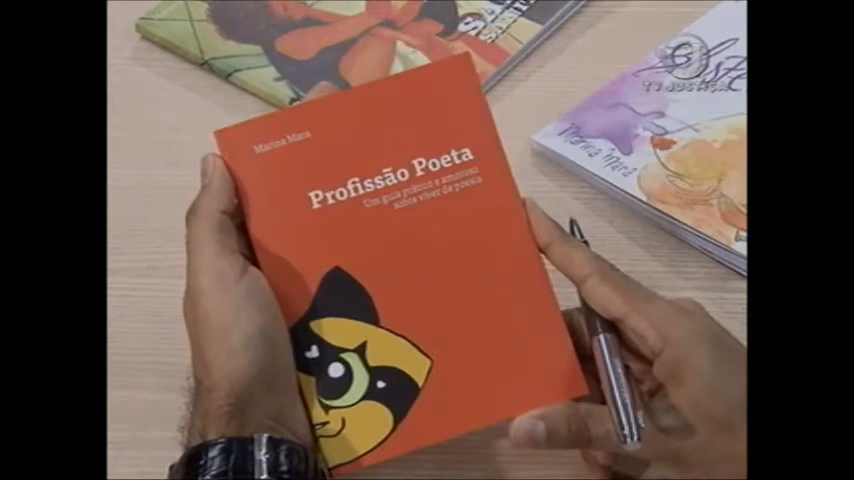 TV JUSTIÇA
Marina Mara
Marina Mara
Profissão Poeta
Um guia prático e amoroso
sobre viver de poesia